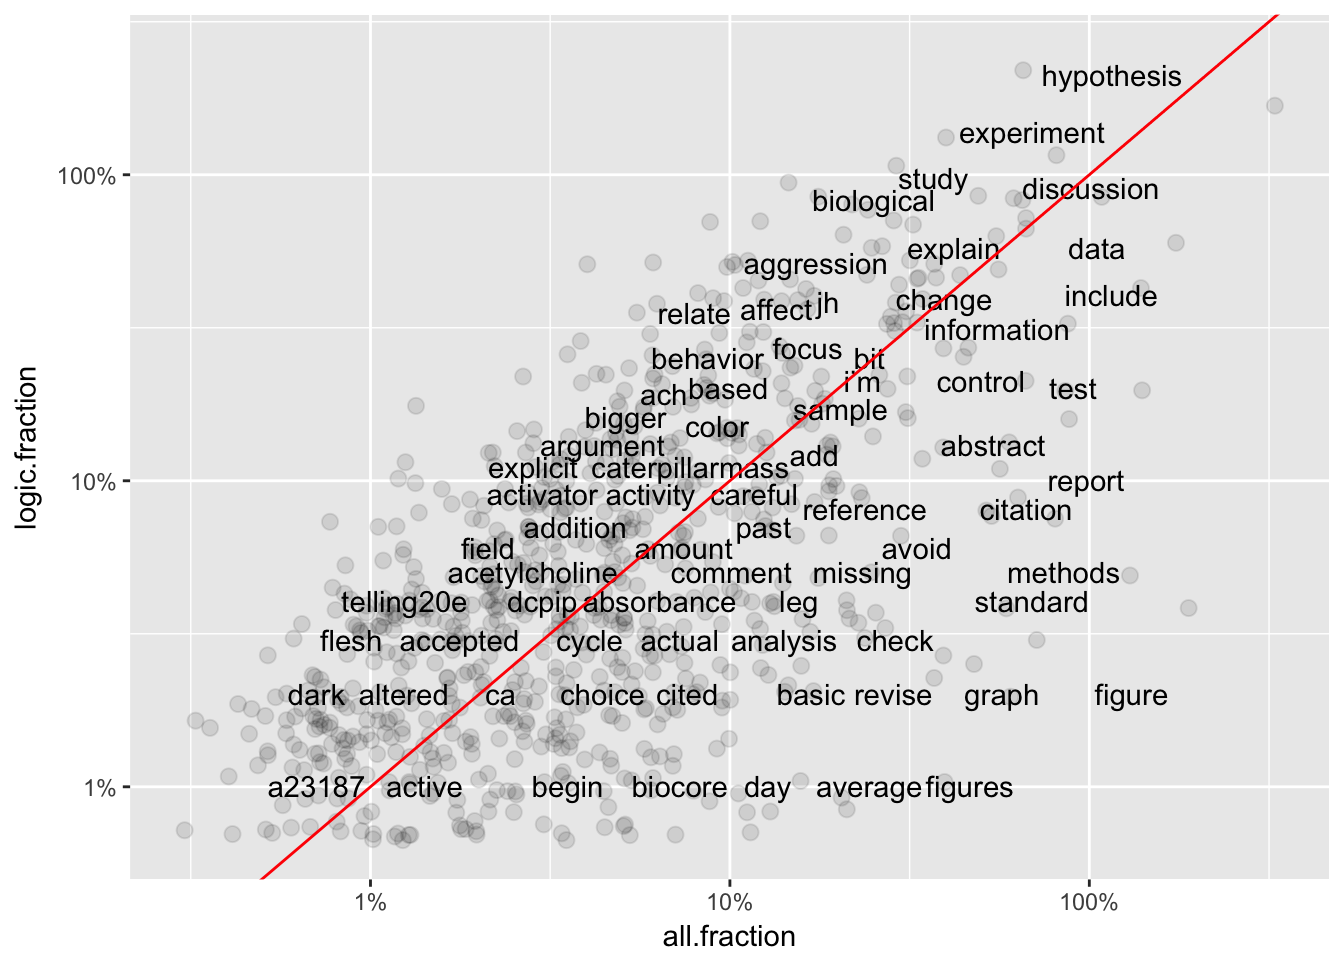 hypothesis
experiment
100%
study
discussion
biological
explain
data
aggression
include
change
relate
affect
jh
information
focus
behavior
bit
i'm
control
test
ach
based
sample
bigger
color
argument
add
abstract
explicit
caterpillarmass
10%
report
activator
activity
careful
reference
citation
addition
past
field
amount
avoid
acetylcholine
comment
missing
methods
telling20e
dcpip
absorbance
leg
standard
flesh
accepted
cycle
actual
analysis
check
dark
altered
ca
choice
cited
basic
revise
graph
figure
1%
a23187
active
begin
biocore
day
average
figures
1%
10%
100%
all.fraction
logic.fraction